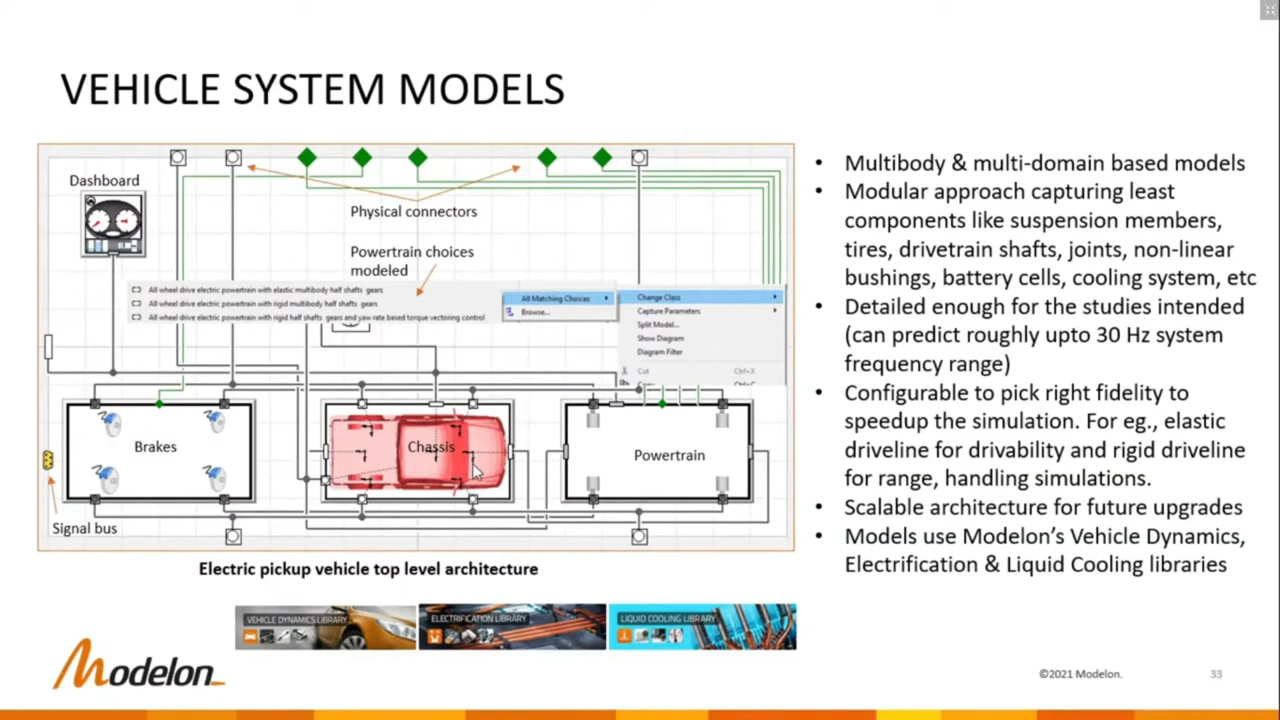 VEHICLE SYSTEM MODELS
Dashboard
Physical connectors
Powertrain choices
modeled
All wheel drive electric powertrain with elastic multibody half shafts gears
All wheel drive electric powertrain with rigid multibody half shafts gears
All wheel drive electric powertrain with rigid half shafts gears and yaw rate based torque vectoring control
All Matching Choices
Browse...
Change Class
Capture Parameters
Split Model...
Show Diagram
Diagram Filter
Cut Ctrl+X
Brakes
Chassis
Powertrain
Signal bus
Electric pickup vehicle top level architecture
• Multibody & multi-domain based models
• Modular approach capturing least
components like suspension members,
tires, drivetrain shafts, joints, non-linear
bushings, battery cells, cooling system, etc
• Detailed enough for the studies intended
(can predict roughly upto 30 Hz system
frequency range)
• Configurable to pick right fidelity to
speedup the simulation. For eg., elastic
driveline for drivability and rigid driveline
for range, handling simulations.
• Scalable architecture for future upgrades
• Models use Modelon's Vehicle Dynamics,
Electrification & Liquid Cooling libraries
VEHICLE DYNAMICS LIBRARY
ELECTRIFICATION LIBRARY
LIQUID COOLING LIBRARY
Modelon
©2021 Modelon.
33